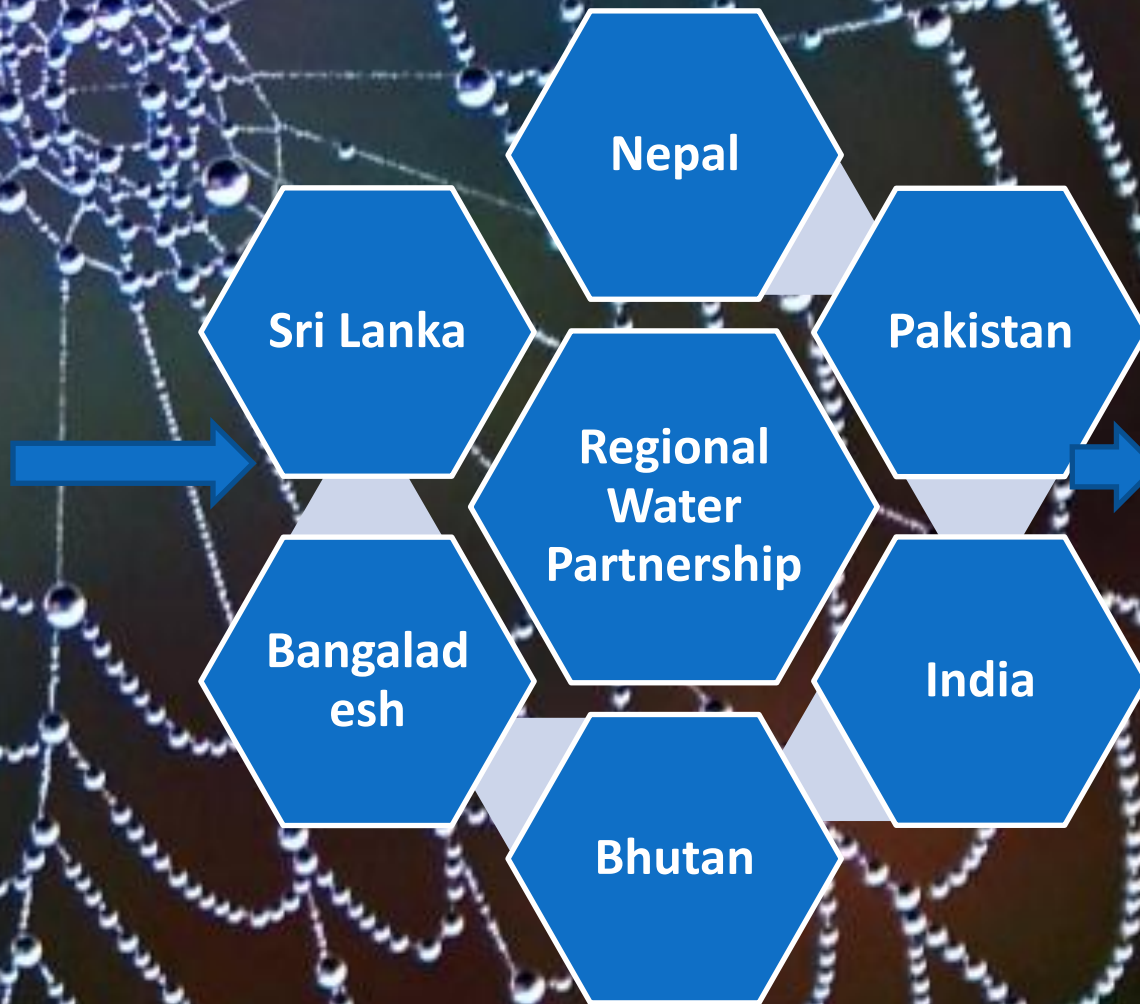 Nepal
Sri Lanka
Pakistan
Regional
Water
Partnership
Bangalad
esh
India
Bhutan